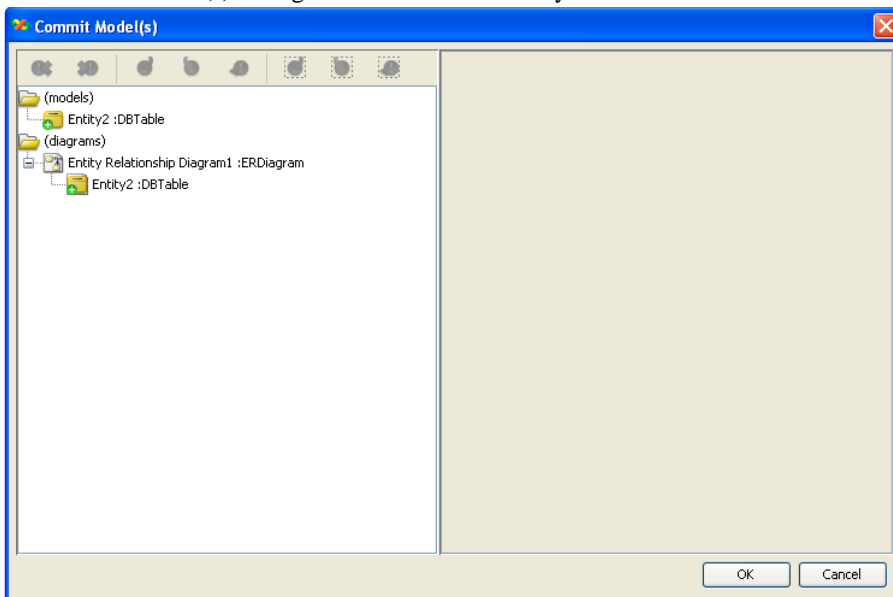 Commit Model(s)
(models)
Entity2 :DBTable
(diagrams)
Entity Relationship Diagram1 :ERDiagram
Entity2 :DBTable
OK
Cancel